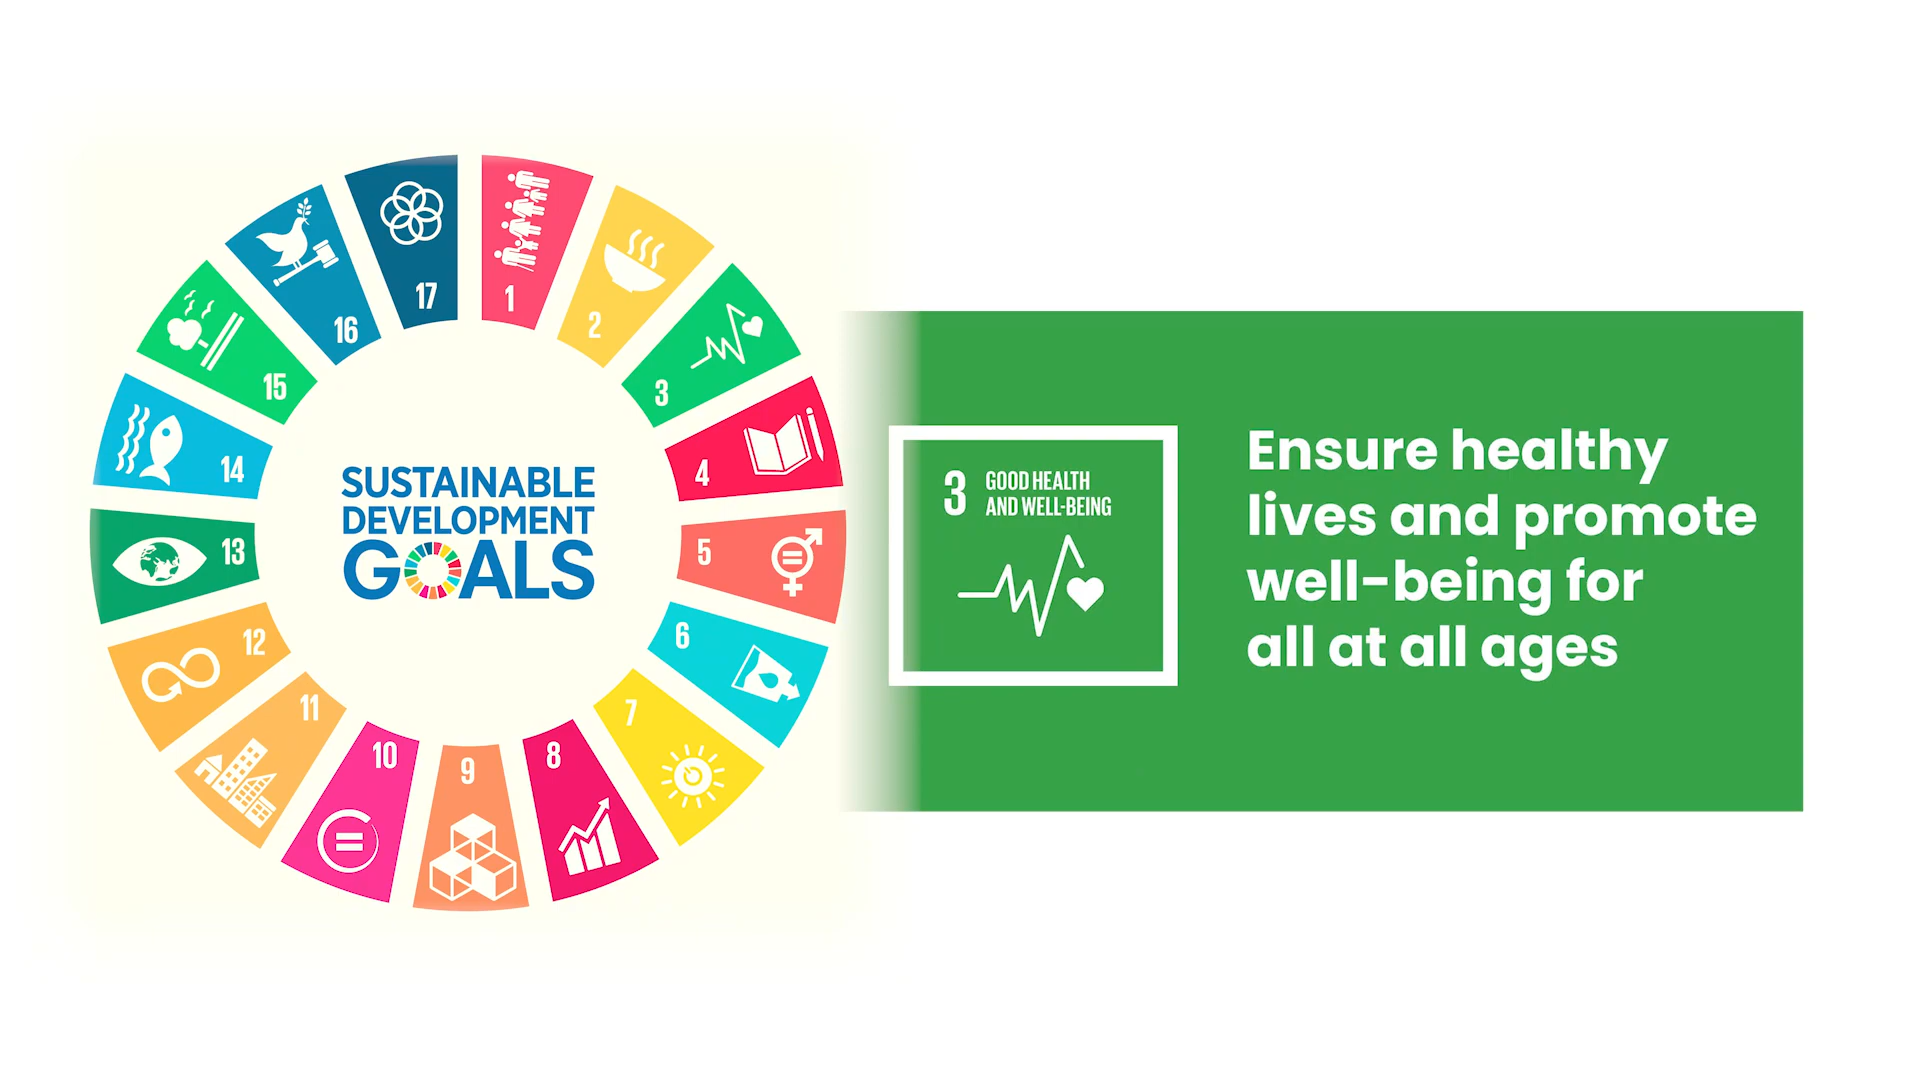 SUSTAINABLE
DEVELOPMENT
GOALS
1
2
3
4
5
6
7
8
9
10
11
12
13
14
15
16
17
3 GOOD HEALTH
AND WELL-BEING
Ensure healthy
lives and promote
well-being for
all at all ages